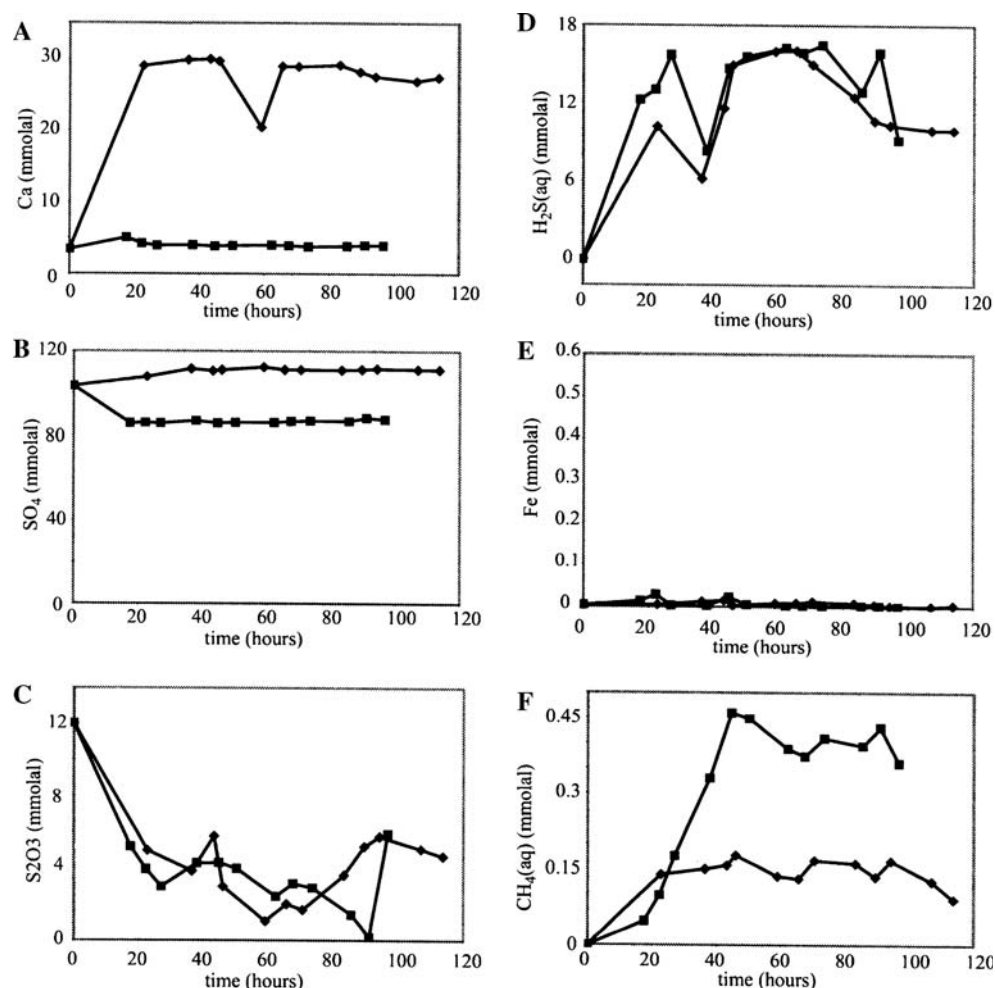 A
30
20
10
0
Ca (mmolal)
0 20 40 60 80 100 120
time (hours)
B
120
80
40
0
SO4 (mmolal)
0 20 40 60 80 100 120
time (hours)
C
12
8
4
0
S2O3 (mmolal)
0 20 40 60 80 100 120
time (hours)
D
18
12
6
0
H2S(aq) (mmolal)
0 20 40 60 80 100 120
time (hours)
E
0.6
0.5
0.4
0.3
0.2
0.1
0
Fe (mmolal)
0 20 40 60 80 100 120
time (hours)
F
0.45
0.3
0.15
0
CH4(aq) (mmolal)
0 20 40 60 80 100 120
time (hours)